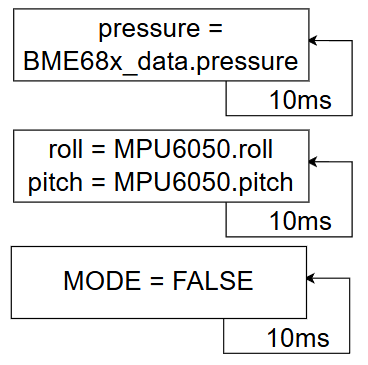 pressure =
BME68x_data.pressure
10ms
roll = MPU6050.roll
pitch = MPU6050.pitch
10ms
MODE = FALSE
10ms